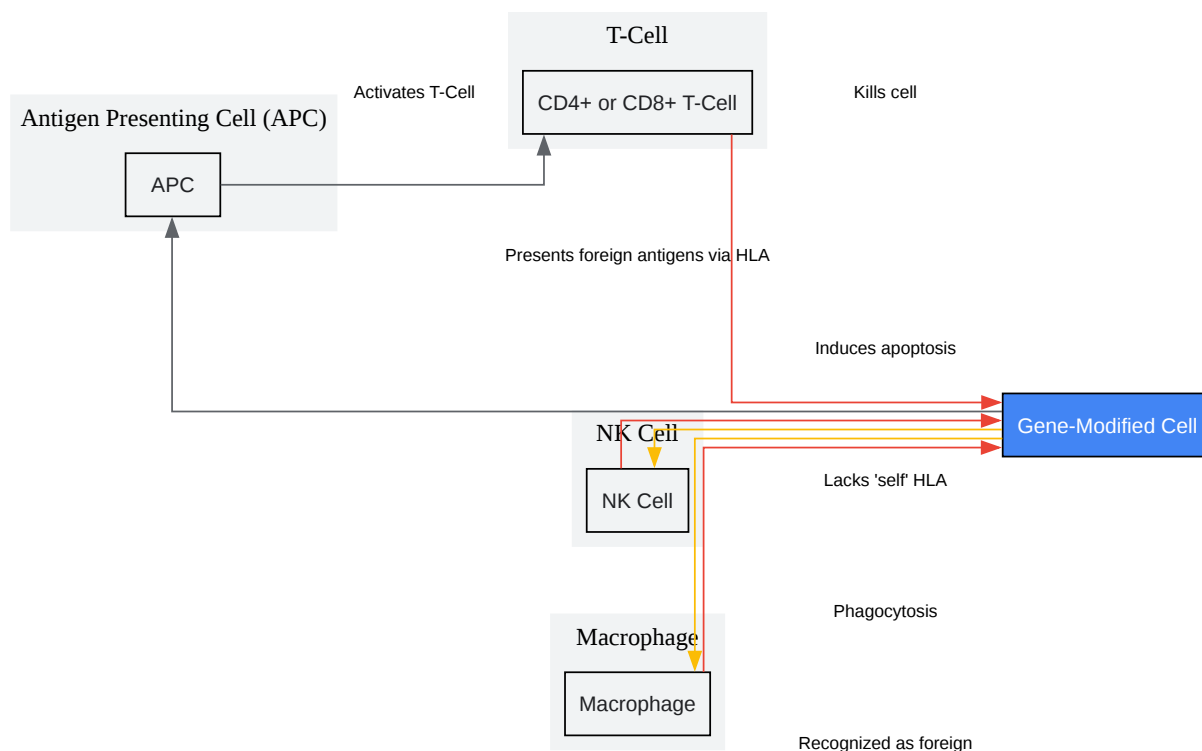 T-Cell
CD4+ or CD8+ T-Cell
Activates T-Cell
Kills cell
Antigen Presenting Cell (APC)
APC
Presents foreign antigens via HLA
Induces apoptosis
Gene-Modified Cell
NK Cell
NK Cell
Lacks 'self' HLA
Phagocytosis
Macrophage
Macrophage
Recognized as foreign